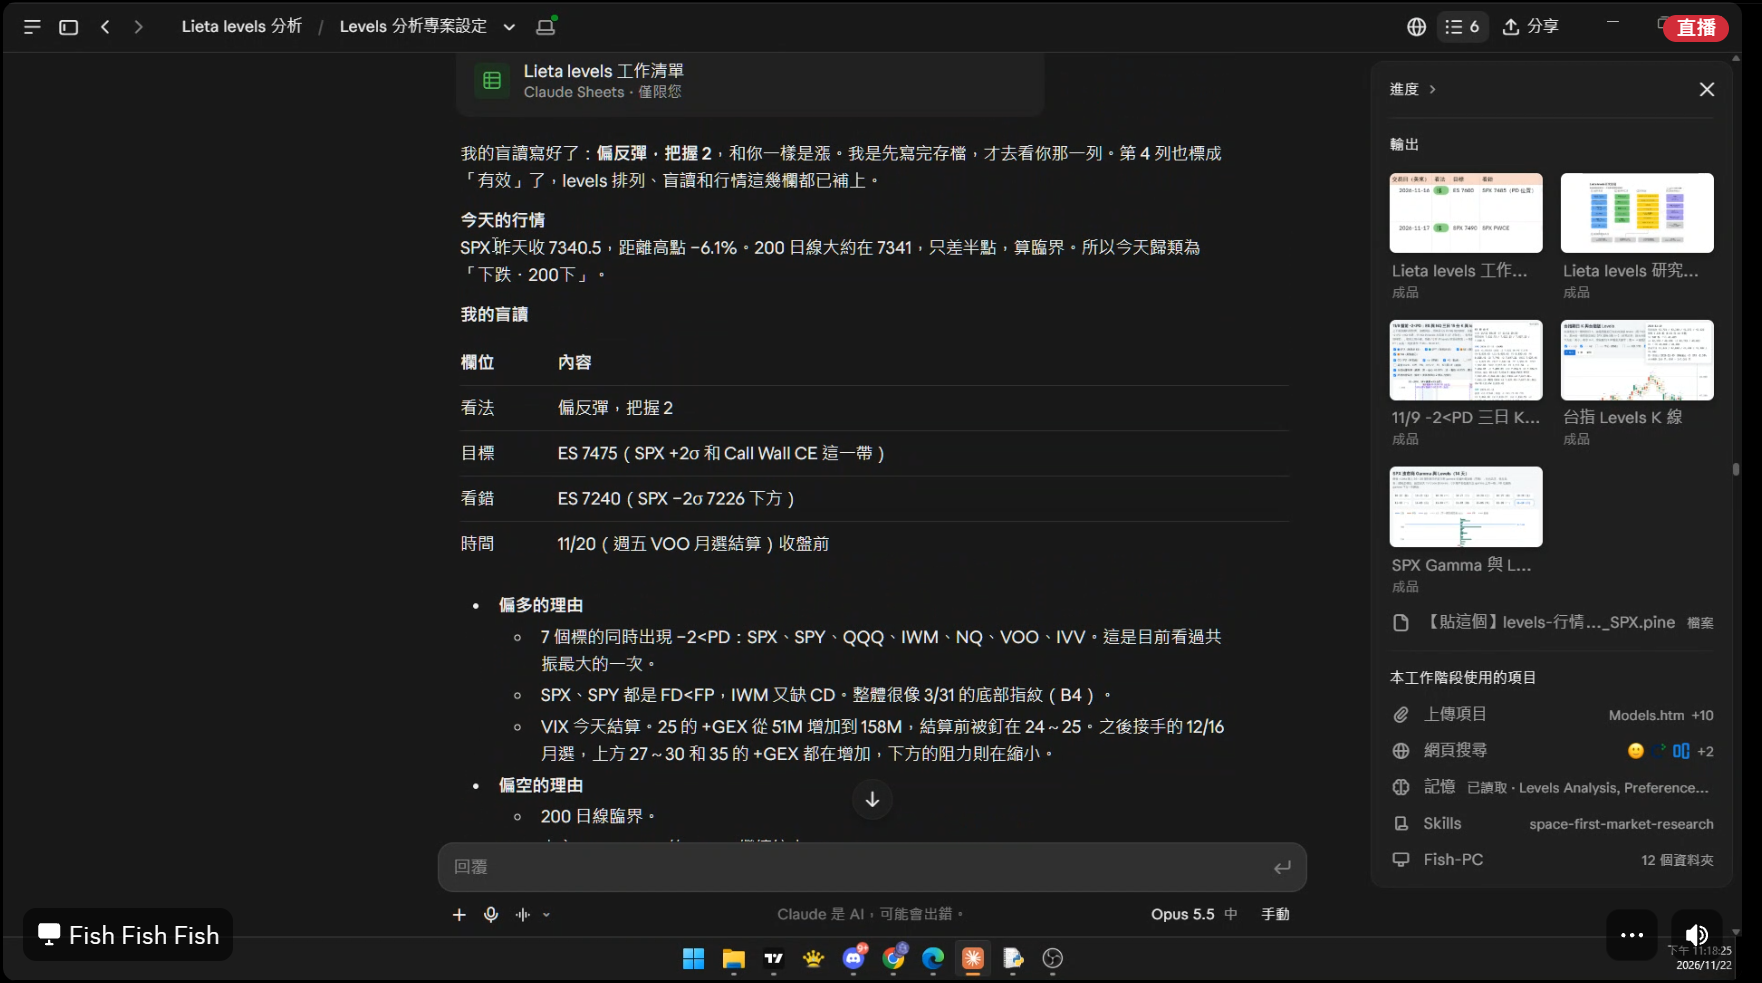 Lieta levels 分析 / Levels 分析專案設定
6
分享
直播
Lieta levels 工作清單
Claude Sheets · 僅限您
我的盲讀寫好了：偏反彈・把握 2，和你一樣是漲。我是先寫完存檔，才去看你那一列。第 4 列也標成
「有效」了，levels 排列、盲讀和行情這幾欄都已補上。
今天的行情
SPX 昨天收 7340.5，距離高點 −6.1%。200 日線大約在 7341，只差半點，算臨界。所以今天歸類為
「下跌・200下」。
我的盲讀
欄位 內容
看法 偏反彈，把握 2
目標 ES 7475（SPX +2σ 和 Call Wall CE 這一帶）
看錯 ES 7240（SPX −2σ 7226 下方）
時間 11/20（週五 VOO 月選結算）收盤前
• 偏多的理由
7 個標的同時出現 −2<PD：SPX、SPY、QQQ、IWM、NQ、VOO、IVV。這是目前看過共
振最大的一次。
SPX、SPY 都是 FD<FP，IWM 又缺 CD。整體很像 3/31 的底部指紋（B4）。
VIX 今天結算。25 的 +GEX 從 51M 增加到 158M，結算前被釘在 24～25。之後接手的 12/16
月選，上方 27～30 和 35 的 +GEX 都在增加，下方的阻力則在縮小。
• 偏空的理由
200 日線臨界。
回覆
Claude 是 AI，可能會出錯。
Opus 5.5 中 手動
進度
輸出
Lieta levels 工作...
成品
Lieta levels 研究...
成品
11/9 -2<PD 三日 K...
成品
台指 Levels K 線
成品
SPX Gamma 與 L...
成品
【貼這個】levels-行情..._SPX.pine 檔案
本工作階段使用的項目
上傳項目 Models.htm +10
網頁搜尋 +2
記憶 已讀取 · Levels Analysis, Preference...
Skills space-first-market-research
Fish-PC 12 個資料夾
Fish Fish Fish
下午 11:18:25
2026/11/22